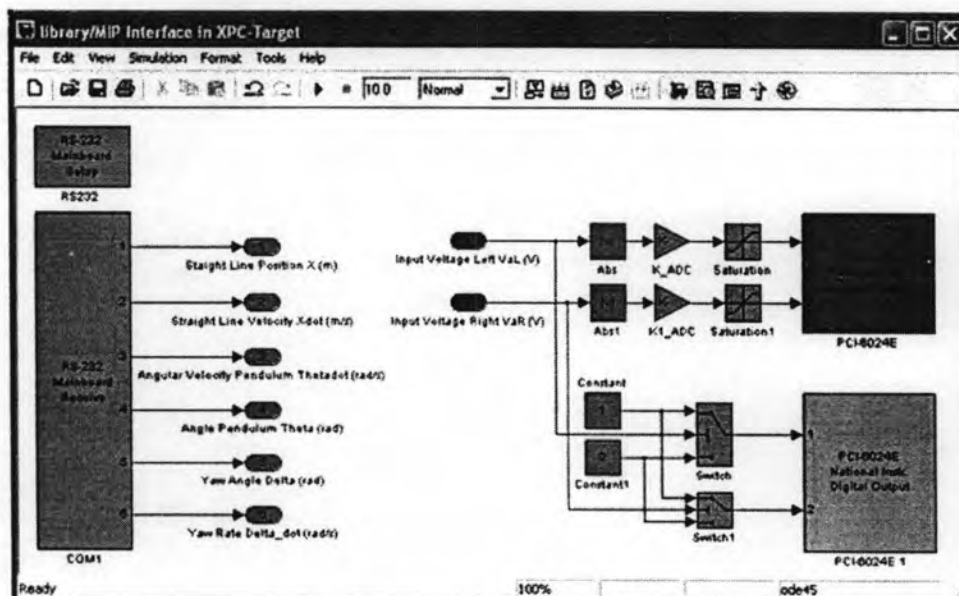 library/MIP Interface in XPC-Target
File Edit View Simulation Format Tools Help
10.0 Normal
RS-232
Mainboard
Setup
RS232
1
Staight Line Position X (m)
2
Straight Line Velocity Xdot (m/s)
3
Angular Velocity Pendulum Thetadot (rad/s)
RS-232
Mainboard
Receive
4
Angle Pendulum Theta (rad)
5
Yaw Angle Delta (rad)
6
Yaw Rate Delta_dot (rad/s)
COM1
Input Voltage Left VaL (V)
Abs
K_ADC
Saturation
Input Voltage Right VaR (V)
Abs1
K1_ADC
Saturation1
PCI-6024E
Constant
1
0
Constant1
Switch
Switch1
1
PCI-6024E
National Instr.
Digital Output
2
PCI-6024E 1
Ready 100% ode45